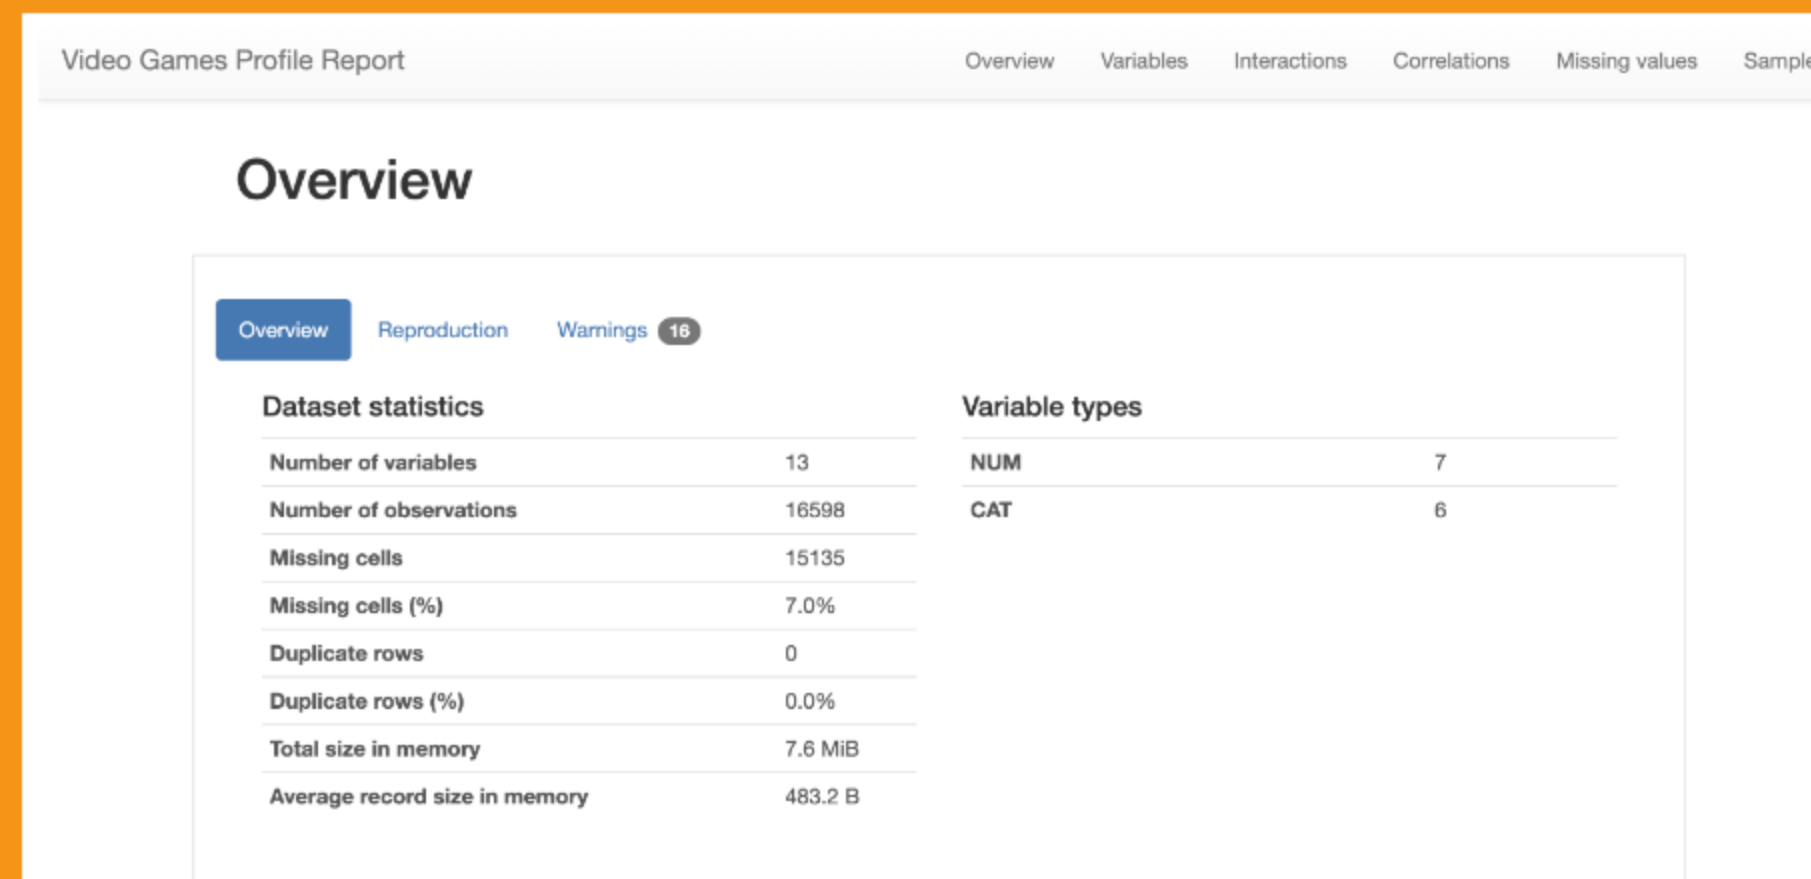 Video Games Profile Report Overview Variables Interactions Correlations Missing values Sample
Overview
Overview Reproduction Warnings 16
Dataset statistics
Number of variables 13
Number of observations 16598
Missing cells 15135
Missing cells (%) 7.0%
Duplicate rows 0
Duplicate rows (%) 0.0%
Total size in memory 7.6 MiB
Average record size in memory 483.2 B
Variable types
NUM 7
CAT 6